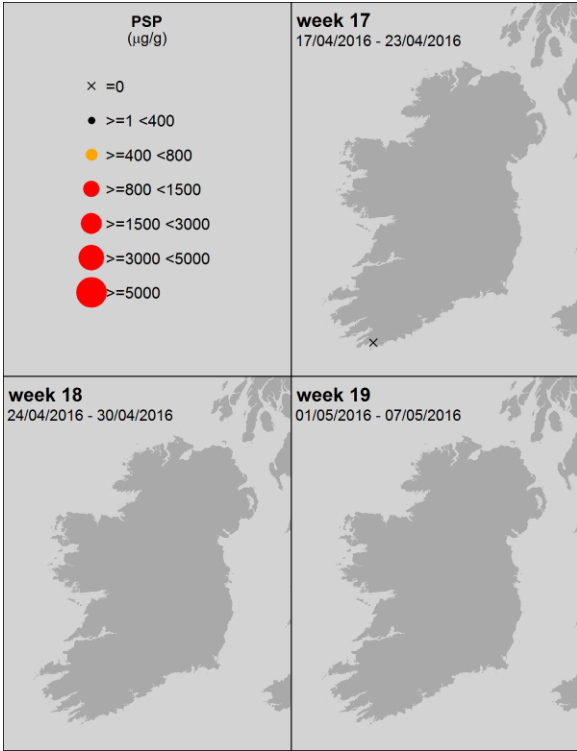 PSP
(µg/g)
× =0
>=1 <400
>=400 <800
>=800 <1500
>=1500 <3000
>=3000 <5000
>=5000
week 17
17/04/2016 - 23/04/2016
week 18
24/04/2016 - 30/04/2016
week 19
01/05/2016 - 07/05/2016